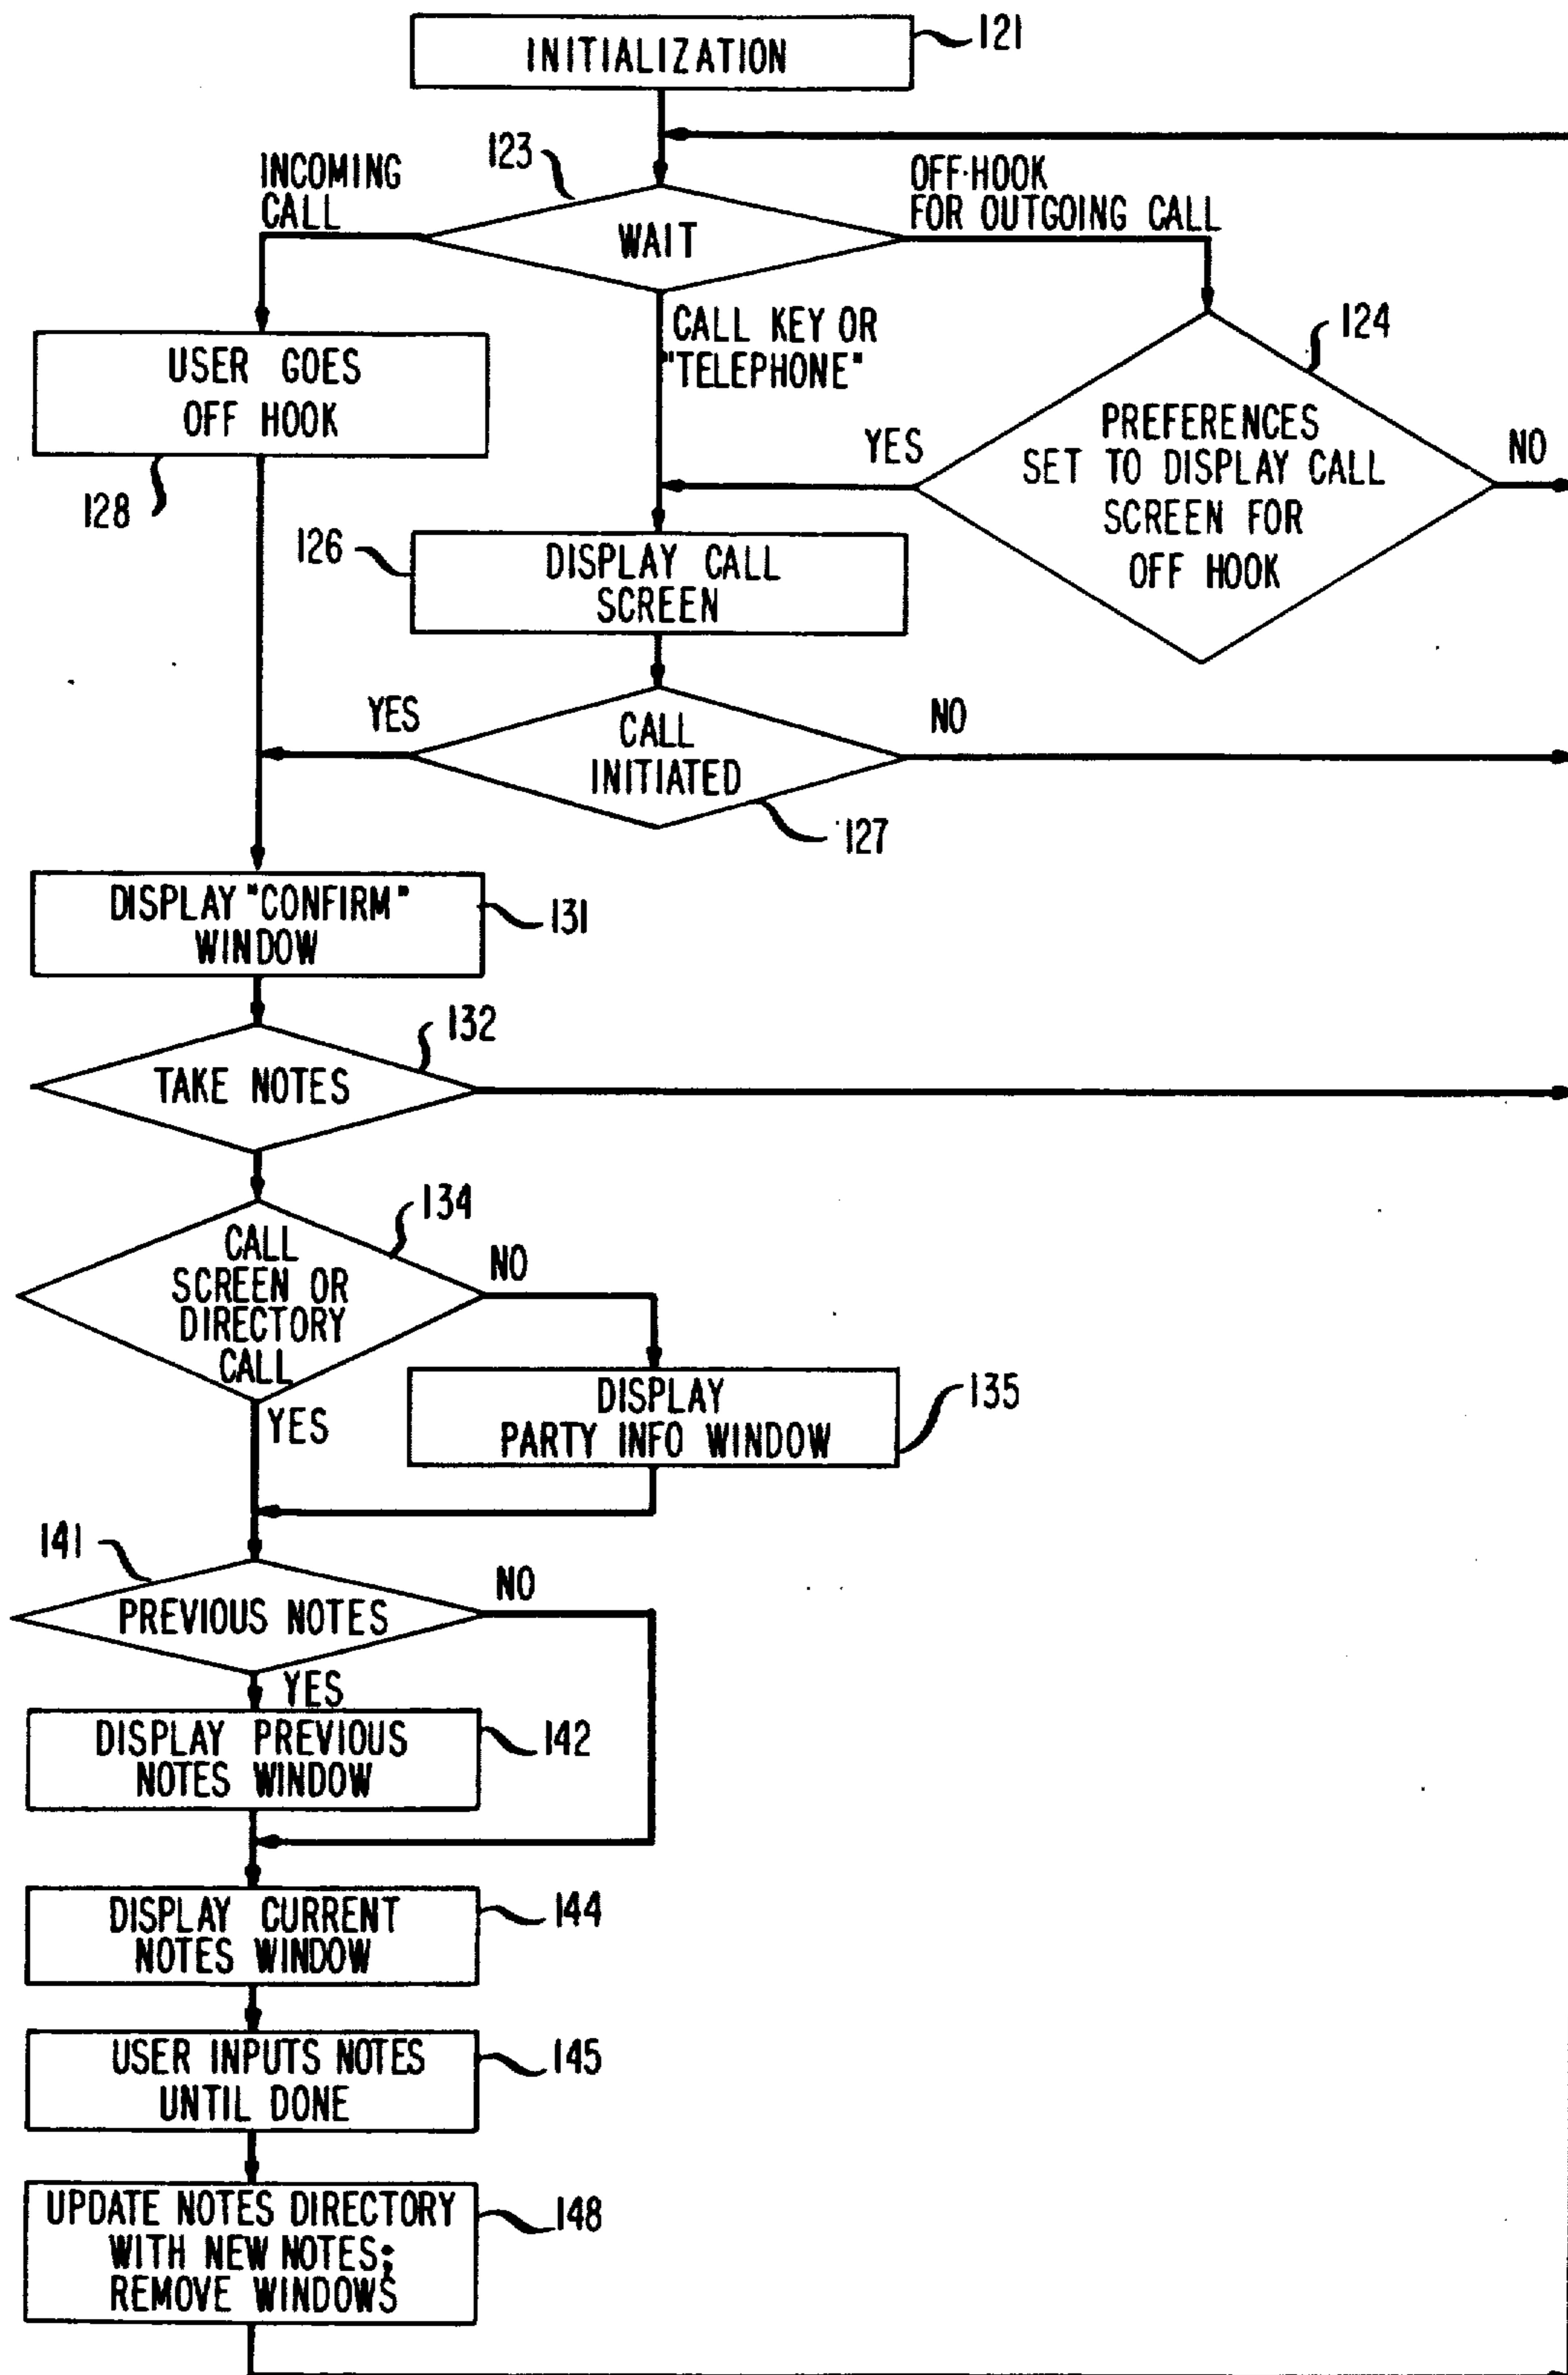 INITIALIZATION
121
123
INCOMING
CALL
OFF-HOOK
FOR OUTGOING CALL
WAIT
CALL KEY OR
"TELEPHONE"
124
USER GOES
OFF HOOK
128
PREFERENCES
SET TO DISPLAY CALL
SCREEN FOR
OFF HOOK
YES
NO
126
DISPLAY CALL
SCREEN
YES
CALL
INITIATED
NO
127
DISPLAY "CONFIRM"
WINDOW
131
132
TAKE NOTES
134
CALL
SCREEN OR
DIRECTORY
CALL
NO
YES
DISPLAY
PARTY INFO WINDOW
135
141
PREVIOUS NOTES
NO
YES
DISPLAY PREVIOUS
NOTES WINDOW
142
DISPLAY CURRENT
NOTES WINDOW
144
USER INPUTS NOTES
UNTIL DONE
145
UPDATE NOTES DIRECTORY
WITH NEW NOTES;
REMOVE WINDOWS
148